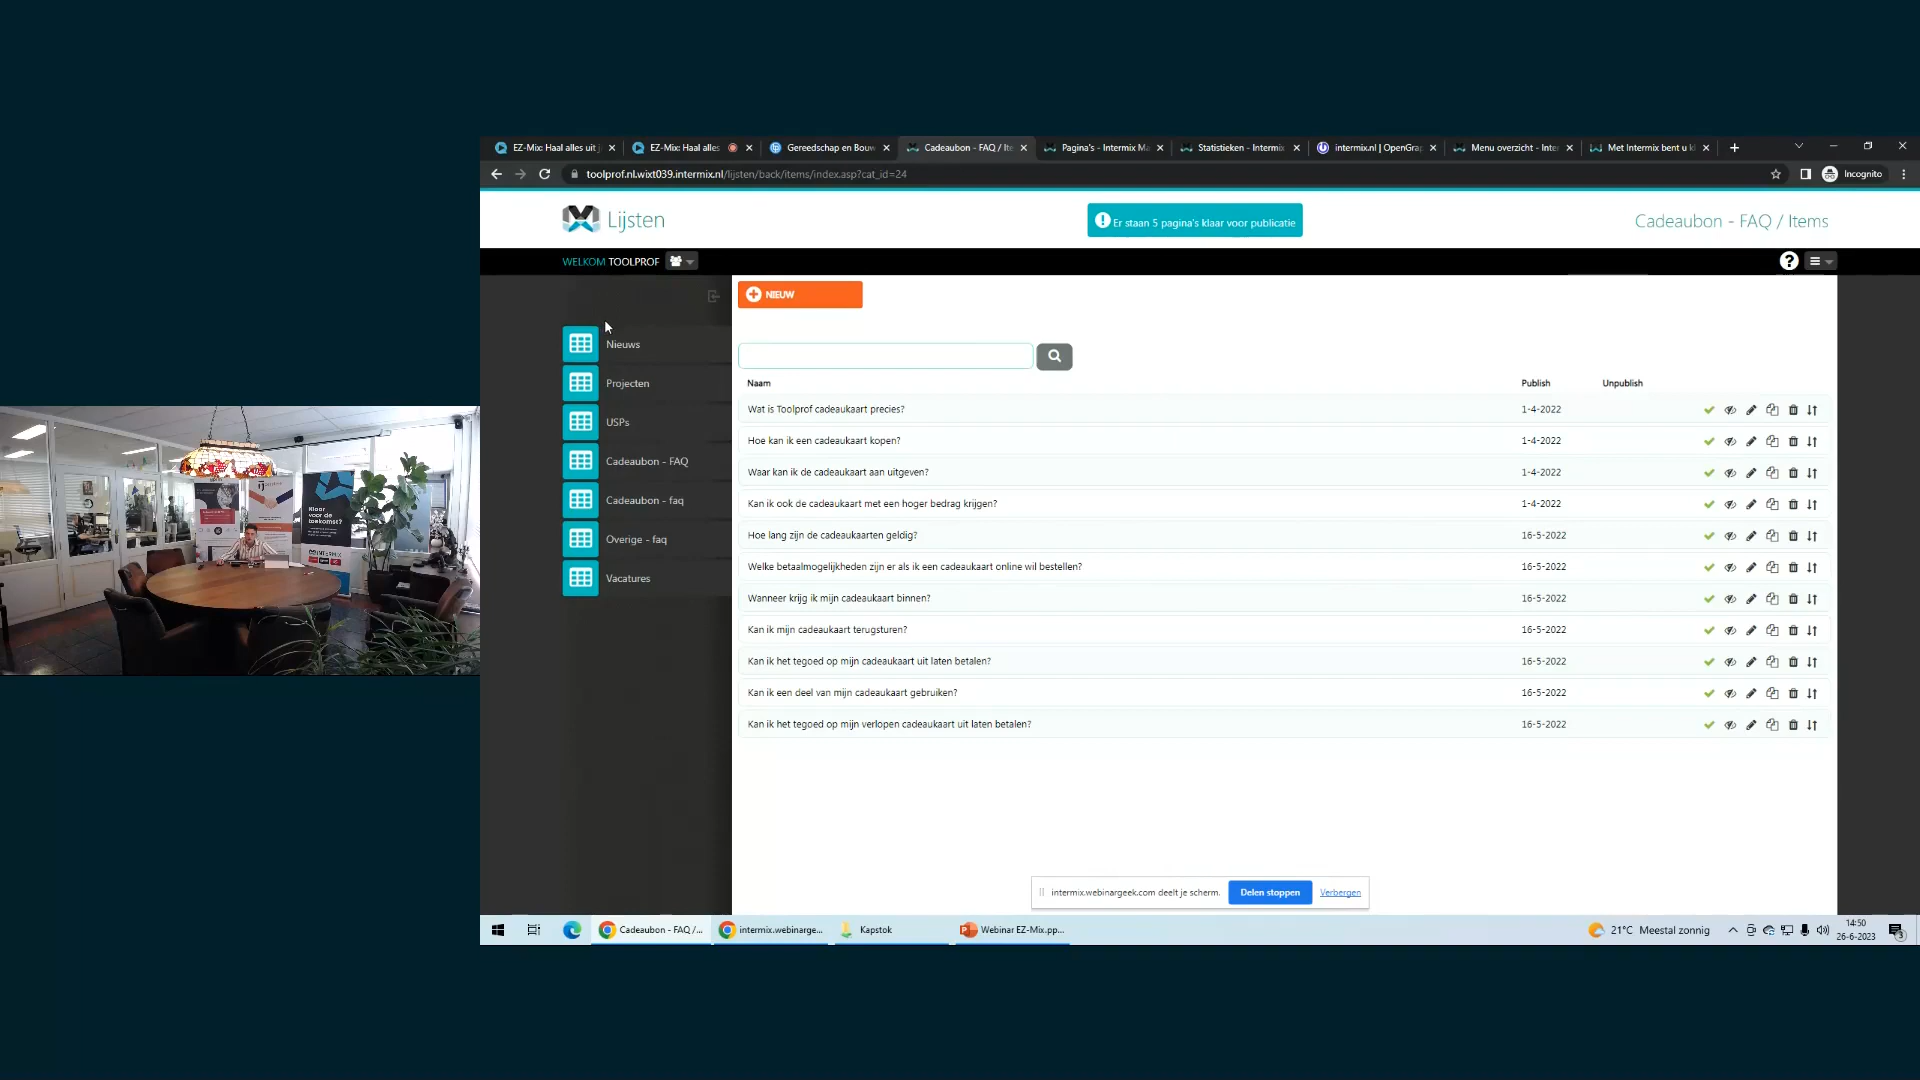 EZ-Mix: Haal alles uit j
EZ-Mix: Haal alles
Gereedschap en Bouw
Cadeaubon - FAQ / Ite
Pagina's - Intermix Ma
Statistieken - Intermix
intermix.nl | OpenGra
Menu overzicht - Inte
Met Intermix bent u kl
toolprof.nl.wixt039.intermix.nl/lijsten/back/items/index.asp?cat_id=24
Incognito
Lijsten
Er staan 5 pagina's klaar voor publicatie
Cadeaubon - FAQ / Items
WELKOM TOOLPROF
NIEUW
Nieuws
Projecten
USPs
Cadeaubon - FAQ
Cadeaubon - faq
Overige - faq
Vacatures
Naam Publish Unpublish
Wat is Toolprof cadeaukaart precies? 1-4-2022
Hoe kan ik een cadeaukaart kopen? 1-4-2022
Waar kan ik de cadeaukaart aan uitgeven? 1-4-2022
Kan ik ook de cadeaukaart met een hoger bedrag krijgen? 1-4-2022
Hoe lang zijn de cadeaukaarten geldig? 16-5-2022
Welke betaalmogelijkheden zijn er als ik een cadeaukaart online wil bestellen? 16-5-2022
Wanneer krijg ik mijn cadeaukaart binnen? 16-5-2022
Kan ik mijn cadeaukaart terugsturen? 16-5-2022
Kan ik het tegoed op mijn cadeaukaart uit laten betalen? 16-5-2022
Kan ik een deel van mijn cadeaukaart gebruiken? 16-5-2022
Kan ik het tegoed op mijn verlopen cadeaukaart uit laten betalen? 16-5-2022
Klaar
voor de
toekomst?
INTERMIX
intermix.webinargeek.com deelt je scherm.
Delen stoppen
Verbergen
Cadeaubon - FAQ /...
intermix.webinarge...
Kapstok
Webinar EZ-Mix.pp...
21°C Meestal zonnig
14:50
26-6-2023
3